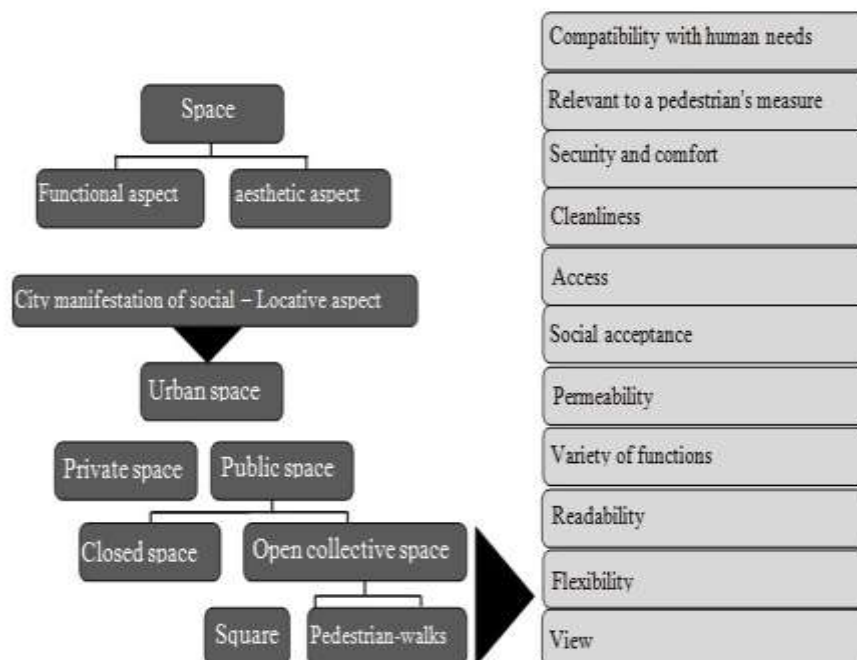 Space
Functional aspect
aesthetic aspect
City manifestation of social – Locative aspect
Urban space
Private space
Public space
Closed space
Open collective space
Square
Pedestrian-walks
Compatibility with human needs
Relevant to a pedestrian's measure
Security and comfort
Cleanliness
Access
Social acceptance
Permeability
Variety of functions
Readability
Flexibility
View